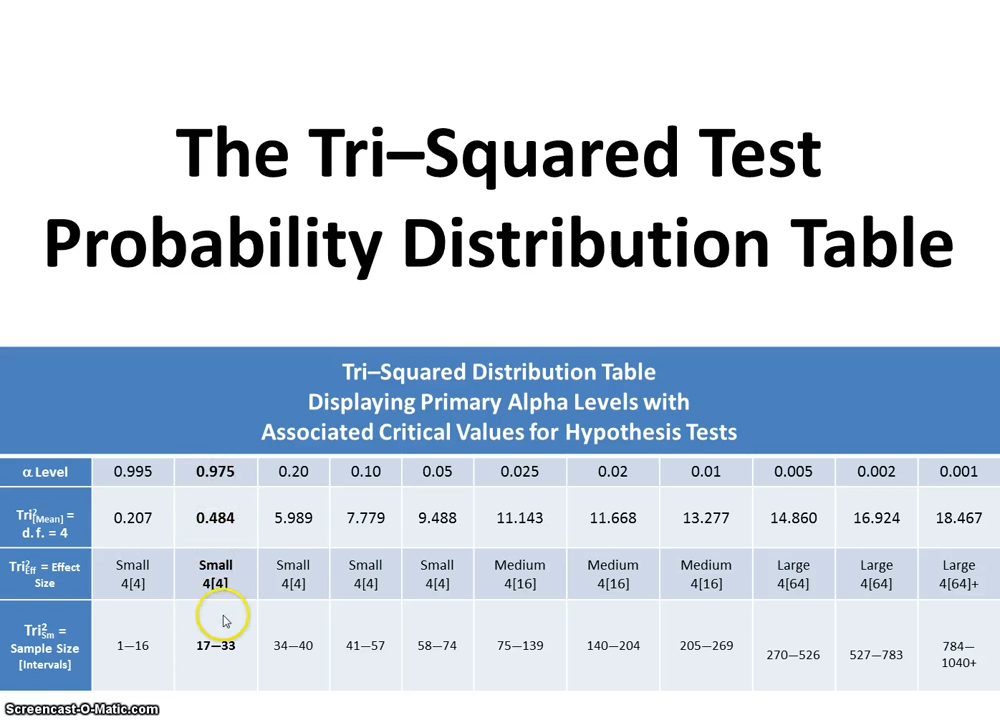 The Tri–Squared Test
Probability Distribution Table
Tri–Squared Distribution Table
Displaying Primary Alpha Levels with
Associated Critical Values for Hypothesis Tests
α Level 0.995 0.975 0.20 0.10 0.05 0.025 0.02 0.01 0.005 0.002 0.001
Tri²[Mean] =
d. f. = 4
0.207 0.484 5.989 7.779 9.488 11.143 11.668 13.277 14.860 16.924 18.467
Tri²Eff = Effect
Size
Small Small Small Small Small Medium Medium Medium Large Large Large
4[4] 4[4] 4[4] 4[4] 4[4] 4[16] 4[16] 4[16] 4[64] 4[64] 4[64]+
Tri²Sm =
Sample Size
[Intervals]
1—16 17—33 34—40 41—57 58—74 75—139 140—204 205—269 270—526 527—783 784—
1040+
Screencast-O-Matic.com